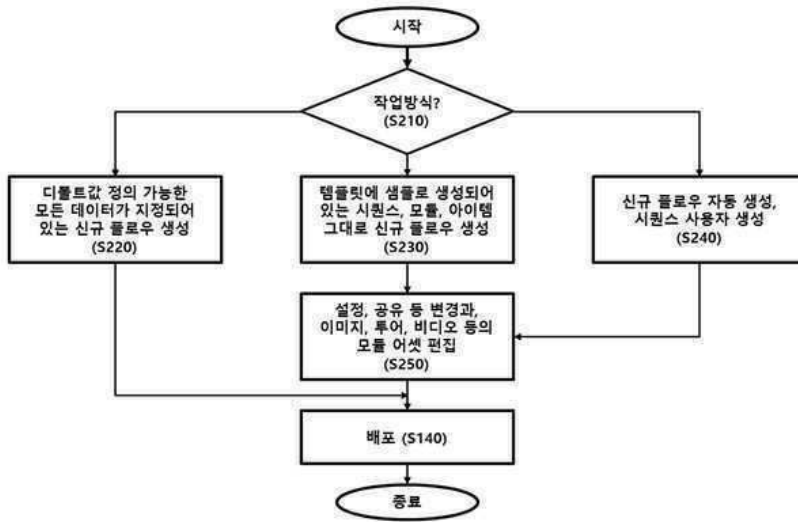 시작
작업방식?
(S210)
디폴트값 정의 가능한
모든 데이터가 지정되어
있는 신규 플로우 생성
(S220)
템플릿에 샘플로 생성되어
있는 시퀀스, 모듈, 아이템
그대로 신규 플로우 생성
(S230)
신규 플로우 자동 생성,
시퀀스 사용자 생성
(S240)
설정, 공유 등 변경과,
이미지, 투어, 비디오 등의
모듈 어셋 편집
(S250)
배포 (S140)
종료